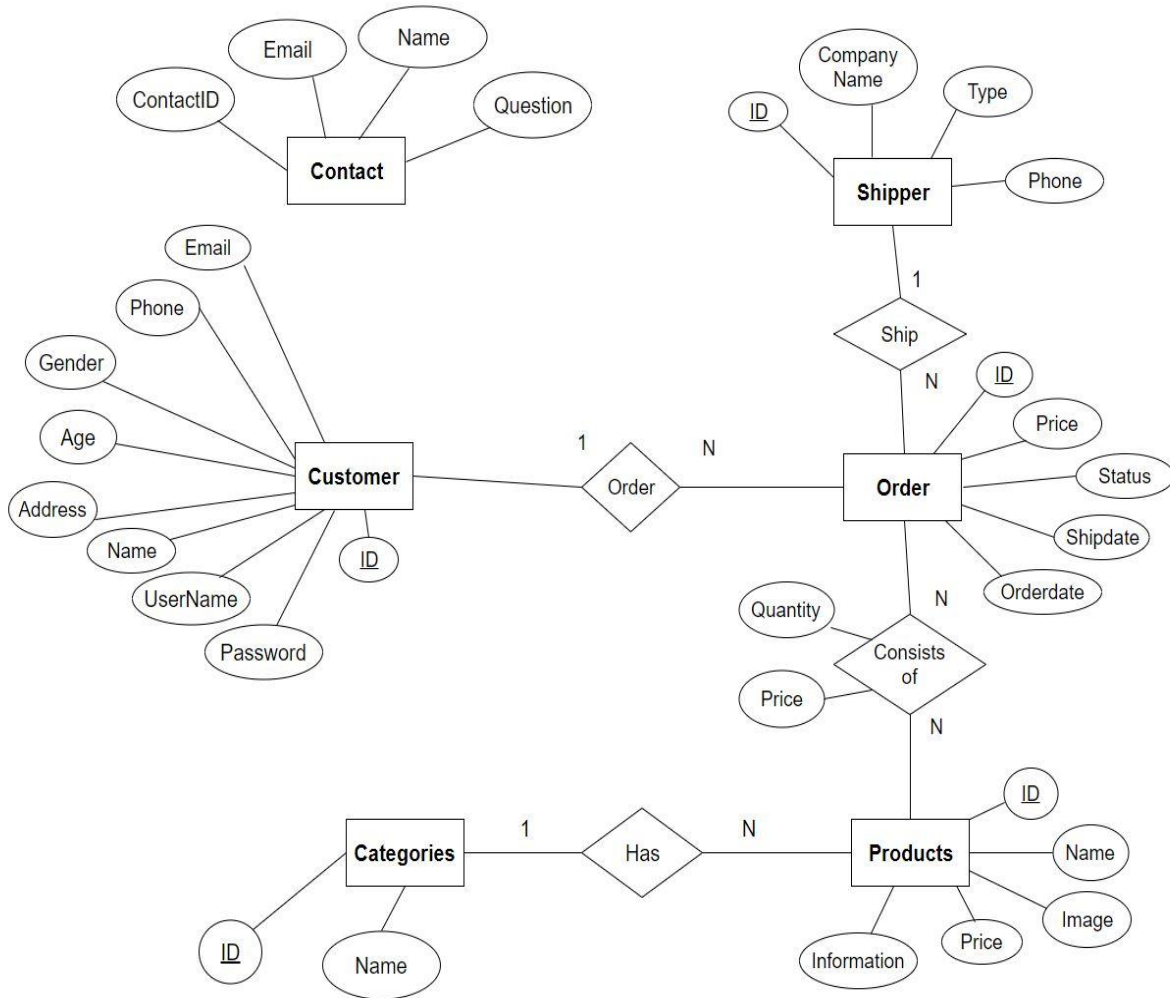 Name
Email
ContactID
Question
Contact
Company
Name
Type
ID
Phone
Shipper
1
Ship
N
Email
Phone
Gender
Age
Address
Name
UserName
Password
ID
Customer
1
Order
N
Order
ID
Price
Status
Shipdate
Orderdate
N
Quantity
Price
Consists
of
N
Categories
ID
Name
1
Has
N
Products
ID
Name
Image
Price
Information